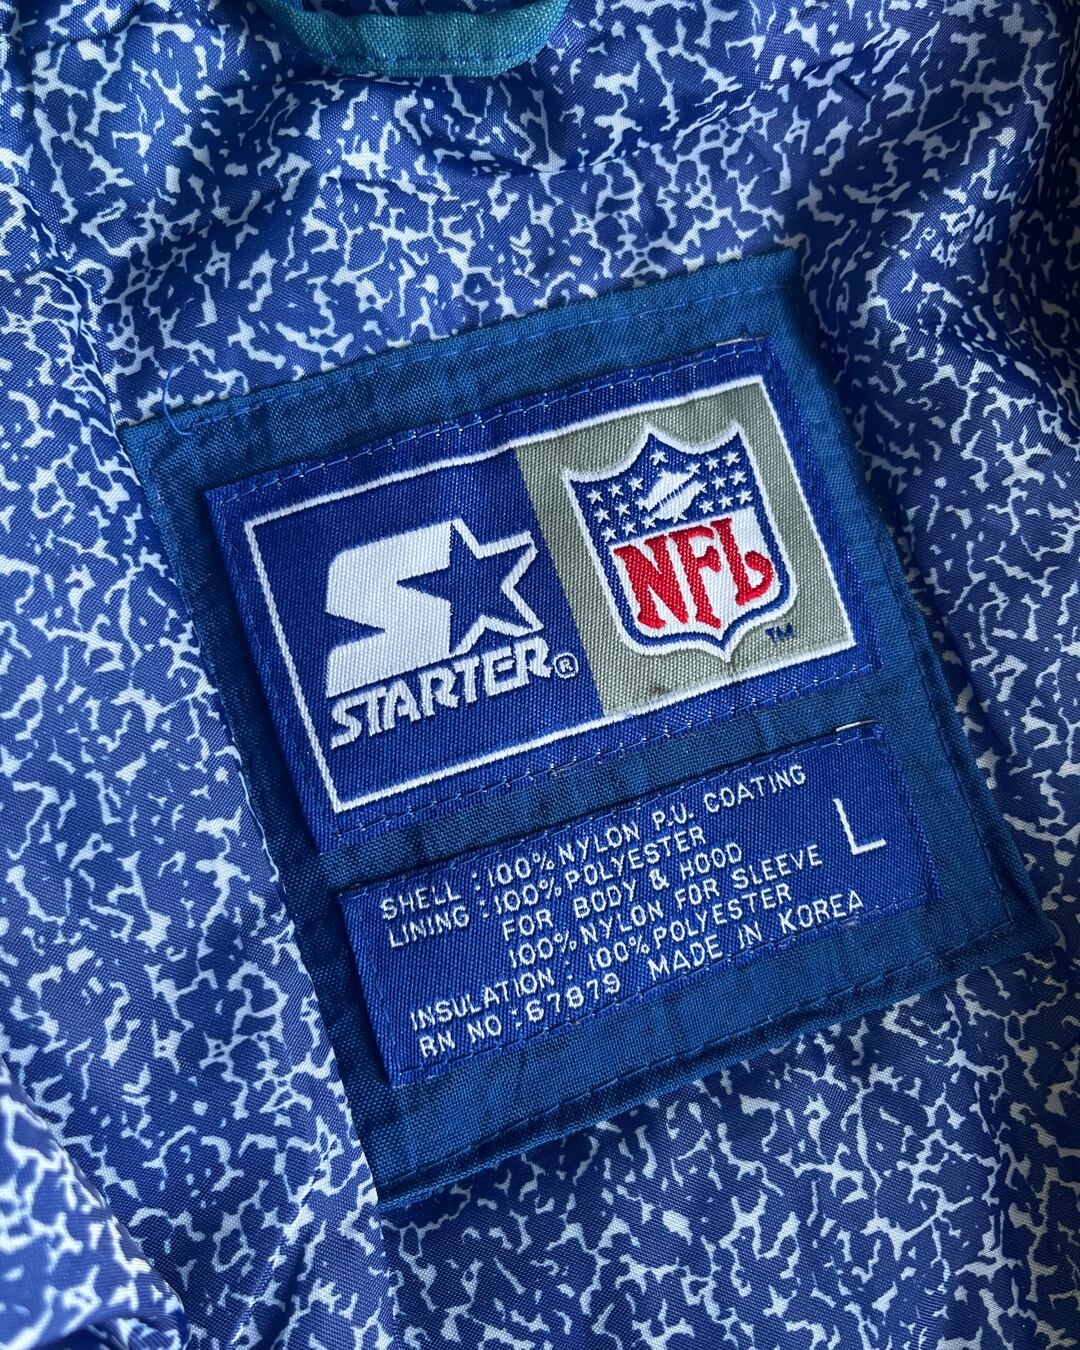 STARTER®
NFL
TM
L
SHELL : 100% NYLON P.U. COATING
LINING : 100% POLYESTER
FOR BODY & HOOD
100% NYLON FOR SLEEVE
INSULATION : 100% POLYESTER
RN NO : 67879 MADE IN KOREA